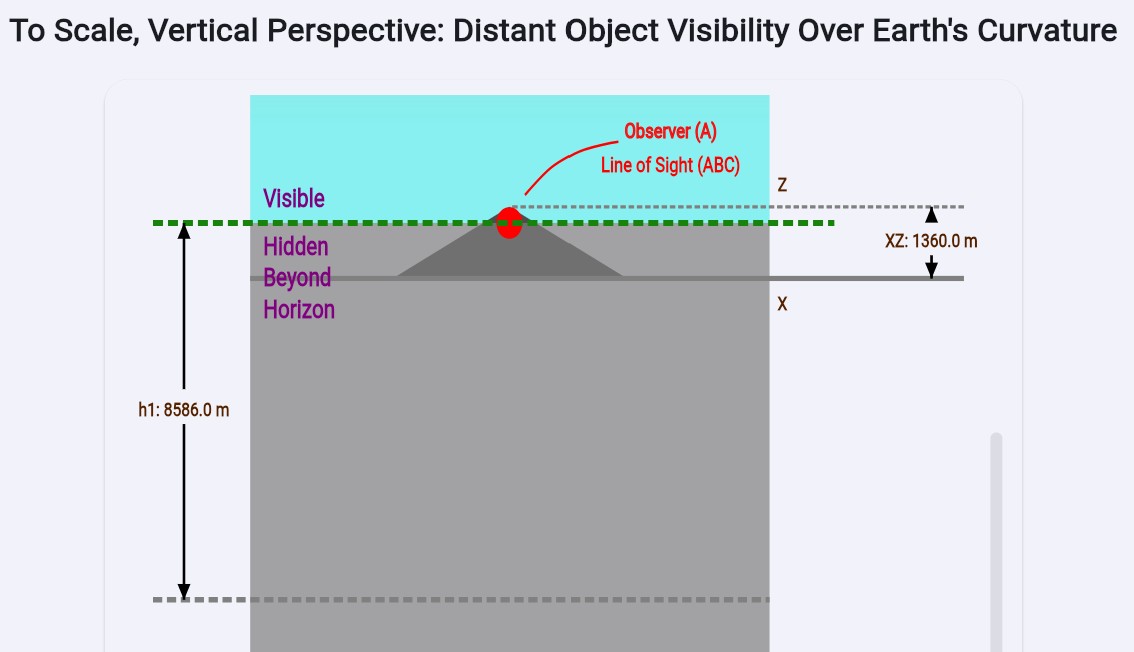 To Scale, Vertical Perspective: Distant Object Visibility Over Earth's Curvature
Observer (A)
Line of Sight (ABC)
Z
Visible
Hidden
XZ: 1360.0 m
Beyond
Horizon
X
h1: 8586.0 m